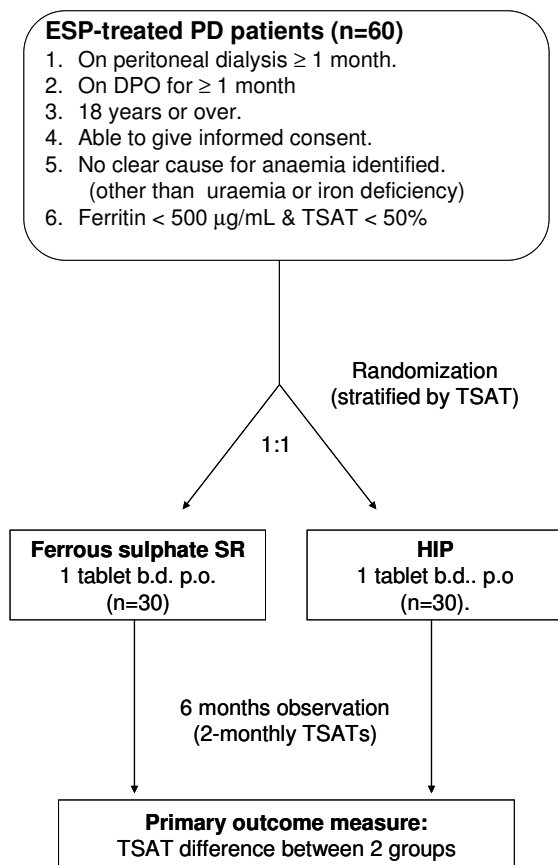 ESP-treated PD patients (n=60)
1. On peritoneal dialysis ≥ 1 month.
2. On DPO for ≥ 1 month
3. 18 years or over.
4. Able to give informed consent.
5. No clear cause for anaemia identified.
(other than uraemia or iron deficiency)
6. Ferritin < 500 μg/mL & TSAT < 50%
Randomization
(stratified by TSAT)
1:1
Ferrous sulphate SR
1 tablet b.d. p.o.
(n=30)
HIP
1 tablet b.d.. p.o
(n=30).
6 months observation
(2-monthly TSATs)
Primary outcome measure:
TSAT difference between 2 groups